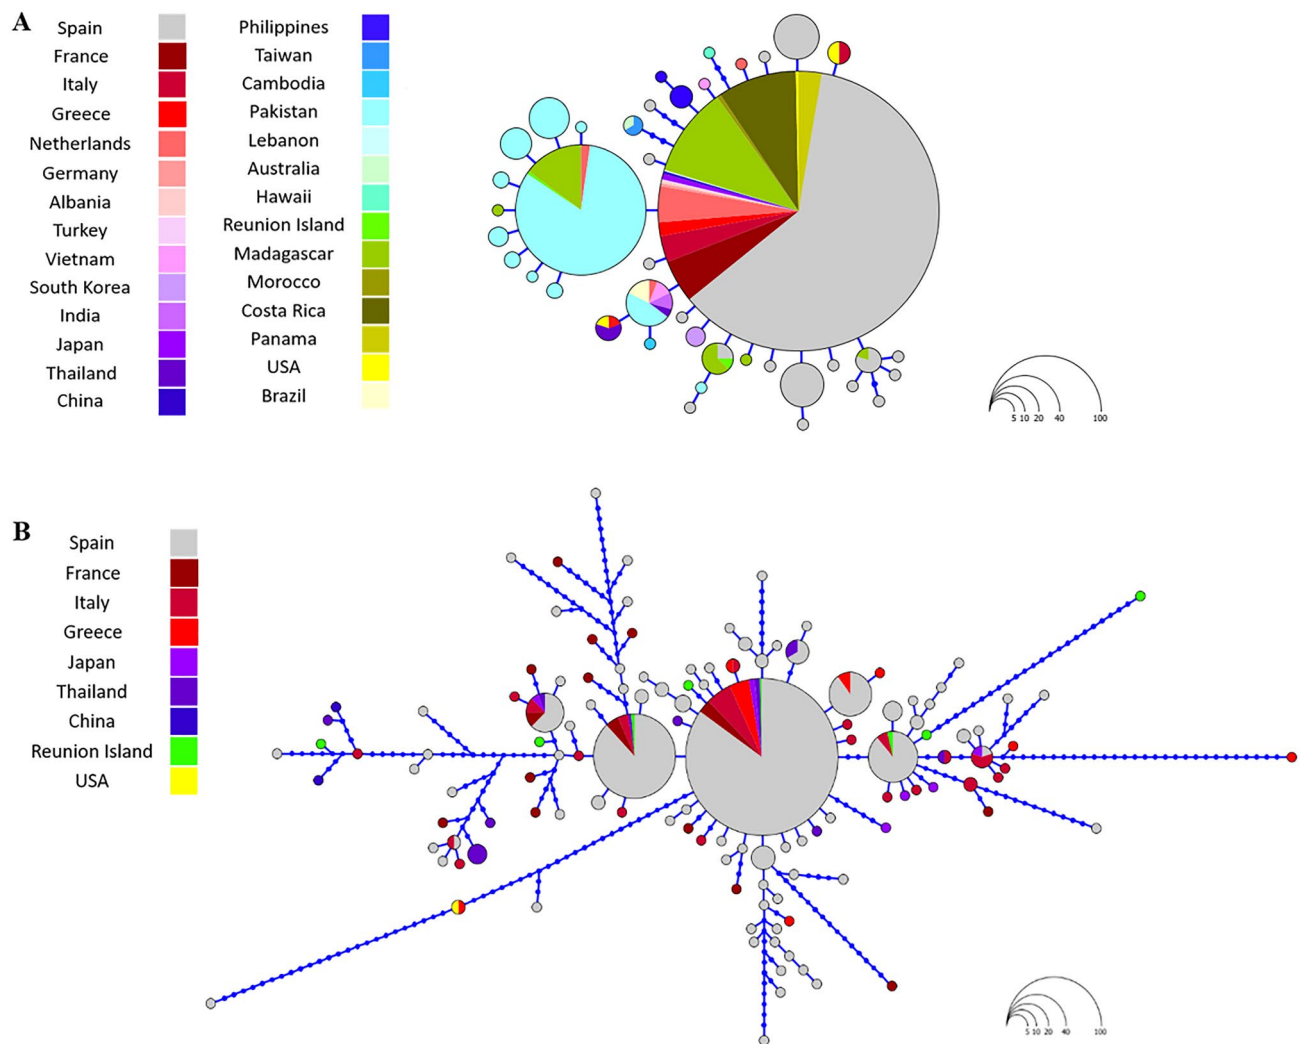 A
Spain
France
Italy
Greece
Netherlands
Germany
Albania
Turkey
Vietnam
South Korea
India
Japan
Thailand
China
Philippines
Taiwan
Cambodia
Pakistan
Lebanon
Australia
Hawaii
Reunion Island
Madagascar
Morocco
Costa Rica
Panama
USA
Brazil
5 10 20 40 100
B
Spain
France
Italy
Greece
Japan
Thailand
China
Reunion Island
USA
5 10 20 40 100